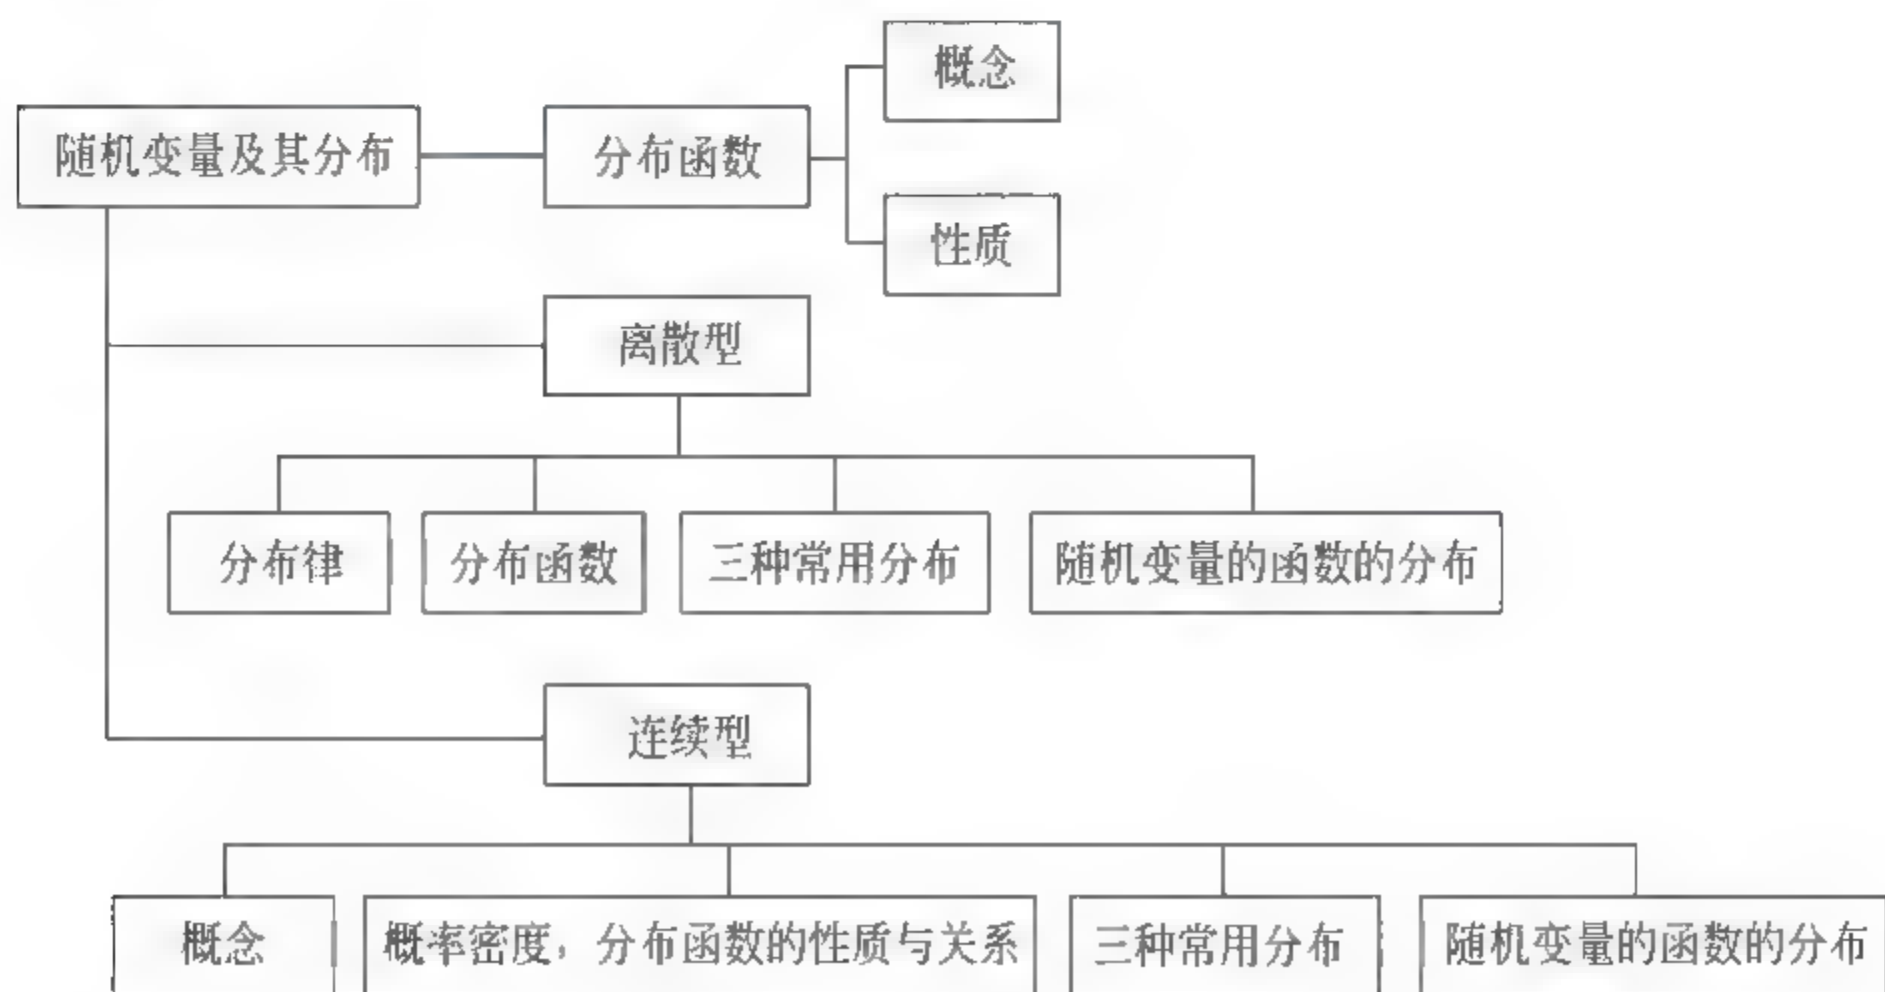 概念
随机变量及其分布
分布函数
性质
离散型
分布律
分布函数
三种常用分布
随机变量的函数的分布
连续型
概念
概率密度，分布函数的性质与关系
三种常用分布
随机变量的函数的分布